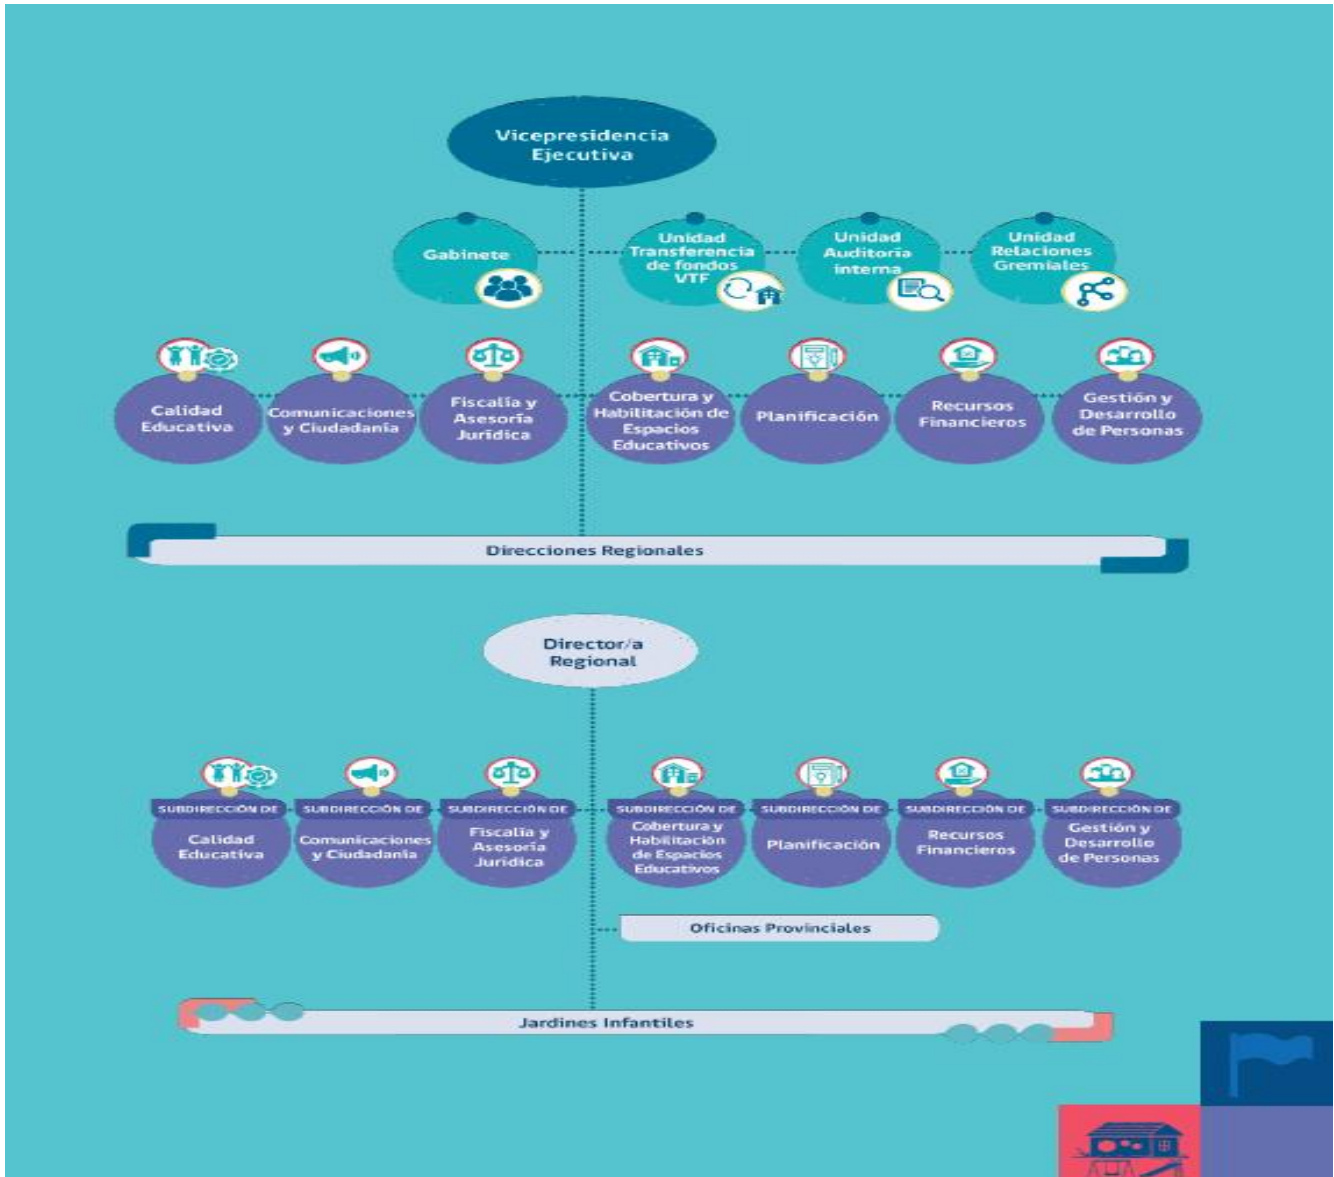 Vicepresidencia
Ejecutiva
Gabinete
Unidad
Transferencia
de fondos
VTF
Unidad
Auditoría
interna
Unidad
Relaciones
Gremiales
Calidad
Educativa
Comunicaciones
y Ciudadanía
Fiscalía y
Asesoría
Jurídica
Cobertura y
Habilitación de
Espacios
Educativos
Planificación
Recursos
Financieros
Gestión y
Desarrollo
de Personas
Direcciones Regionales
Director/a
Regional
SUBDIRECCIÓN DE
Calidad
Educativa
SUBDIRECCIÓN DE
Comunicaciones
y Ciudadanía
SUBDIRECCIÓN DE
Fiscalía y
Asesoría
Jurídica
SUBDIRECCIÓN DE
Cobertura y
Habilitación
de Espacios
Educativos
SUBDIRECCIÓN DE
Planificación
SUBDIRECCIÓN DE
Recursos
Financieros
SUBDIRECCIÓN DE
Gestión y
Desarrollo
de Personas
Oficinas Provinciales
Jardines Infantiles